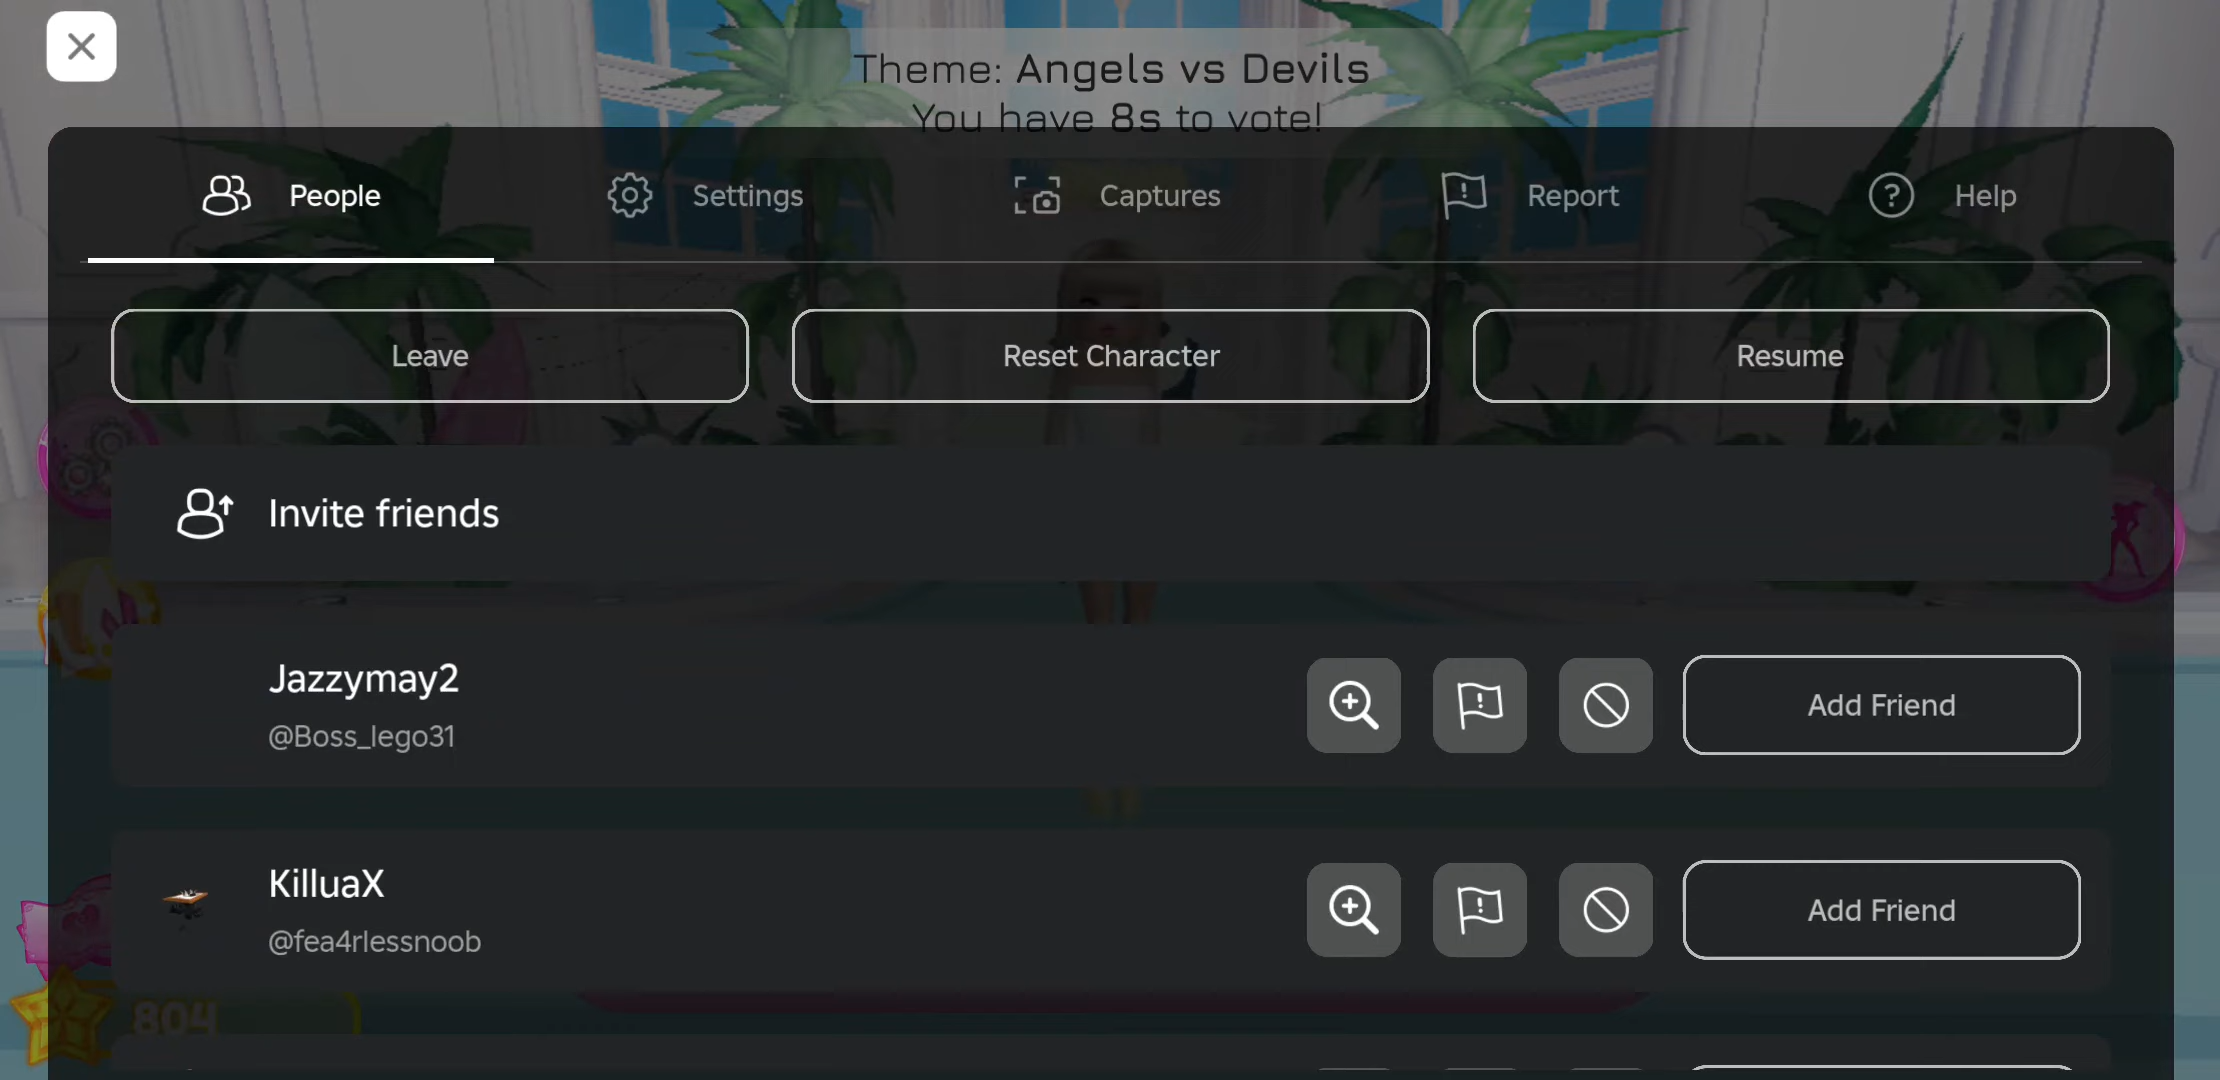 Theme: Angels vs Devils
You have 8s to vote!
People
Settings
Captures
Report
Help
Leave
Reset Character
Resume
Invite friends
Jazzymay2
@Boss_lego31
Add Friend
KilluaX
@fea4rlessnoob
Add Friend
804